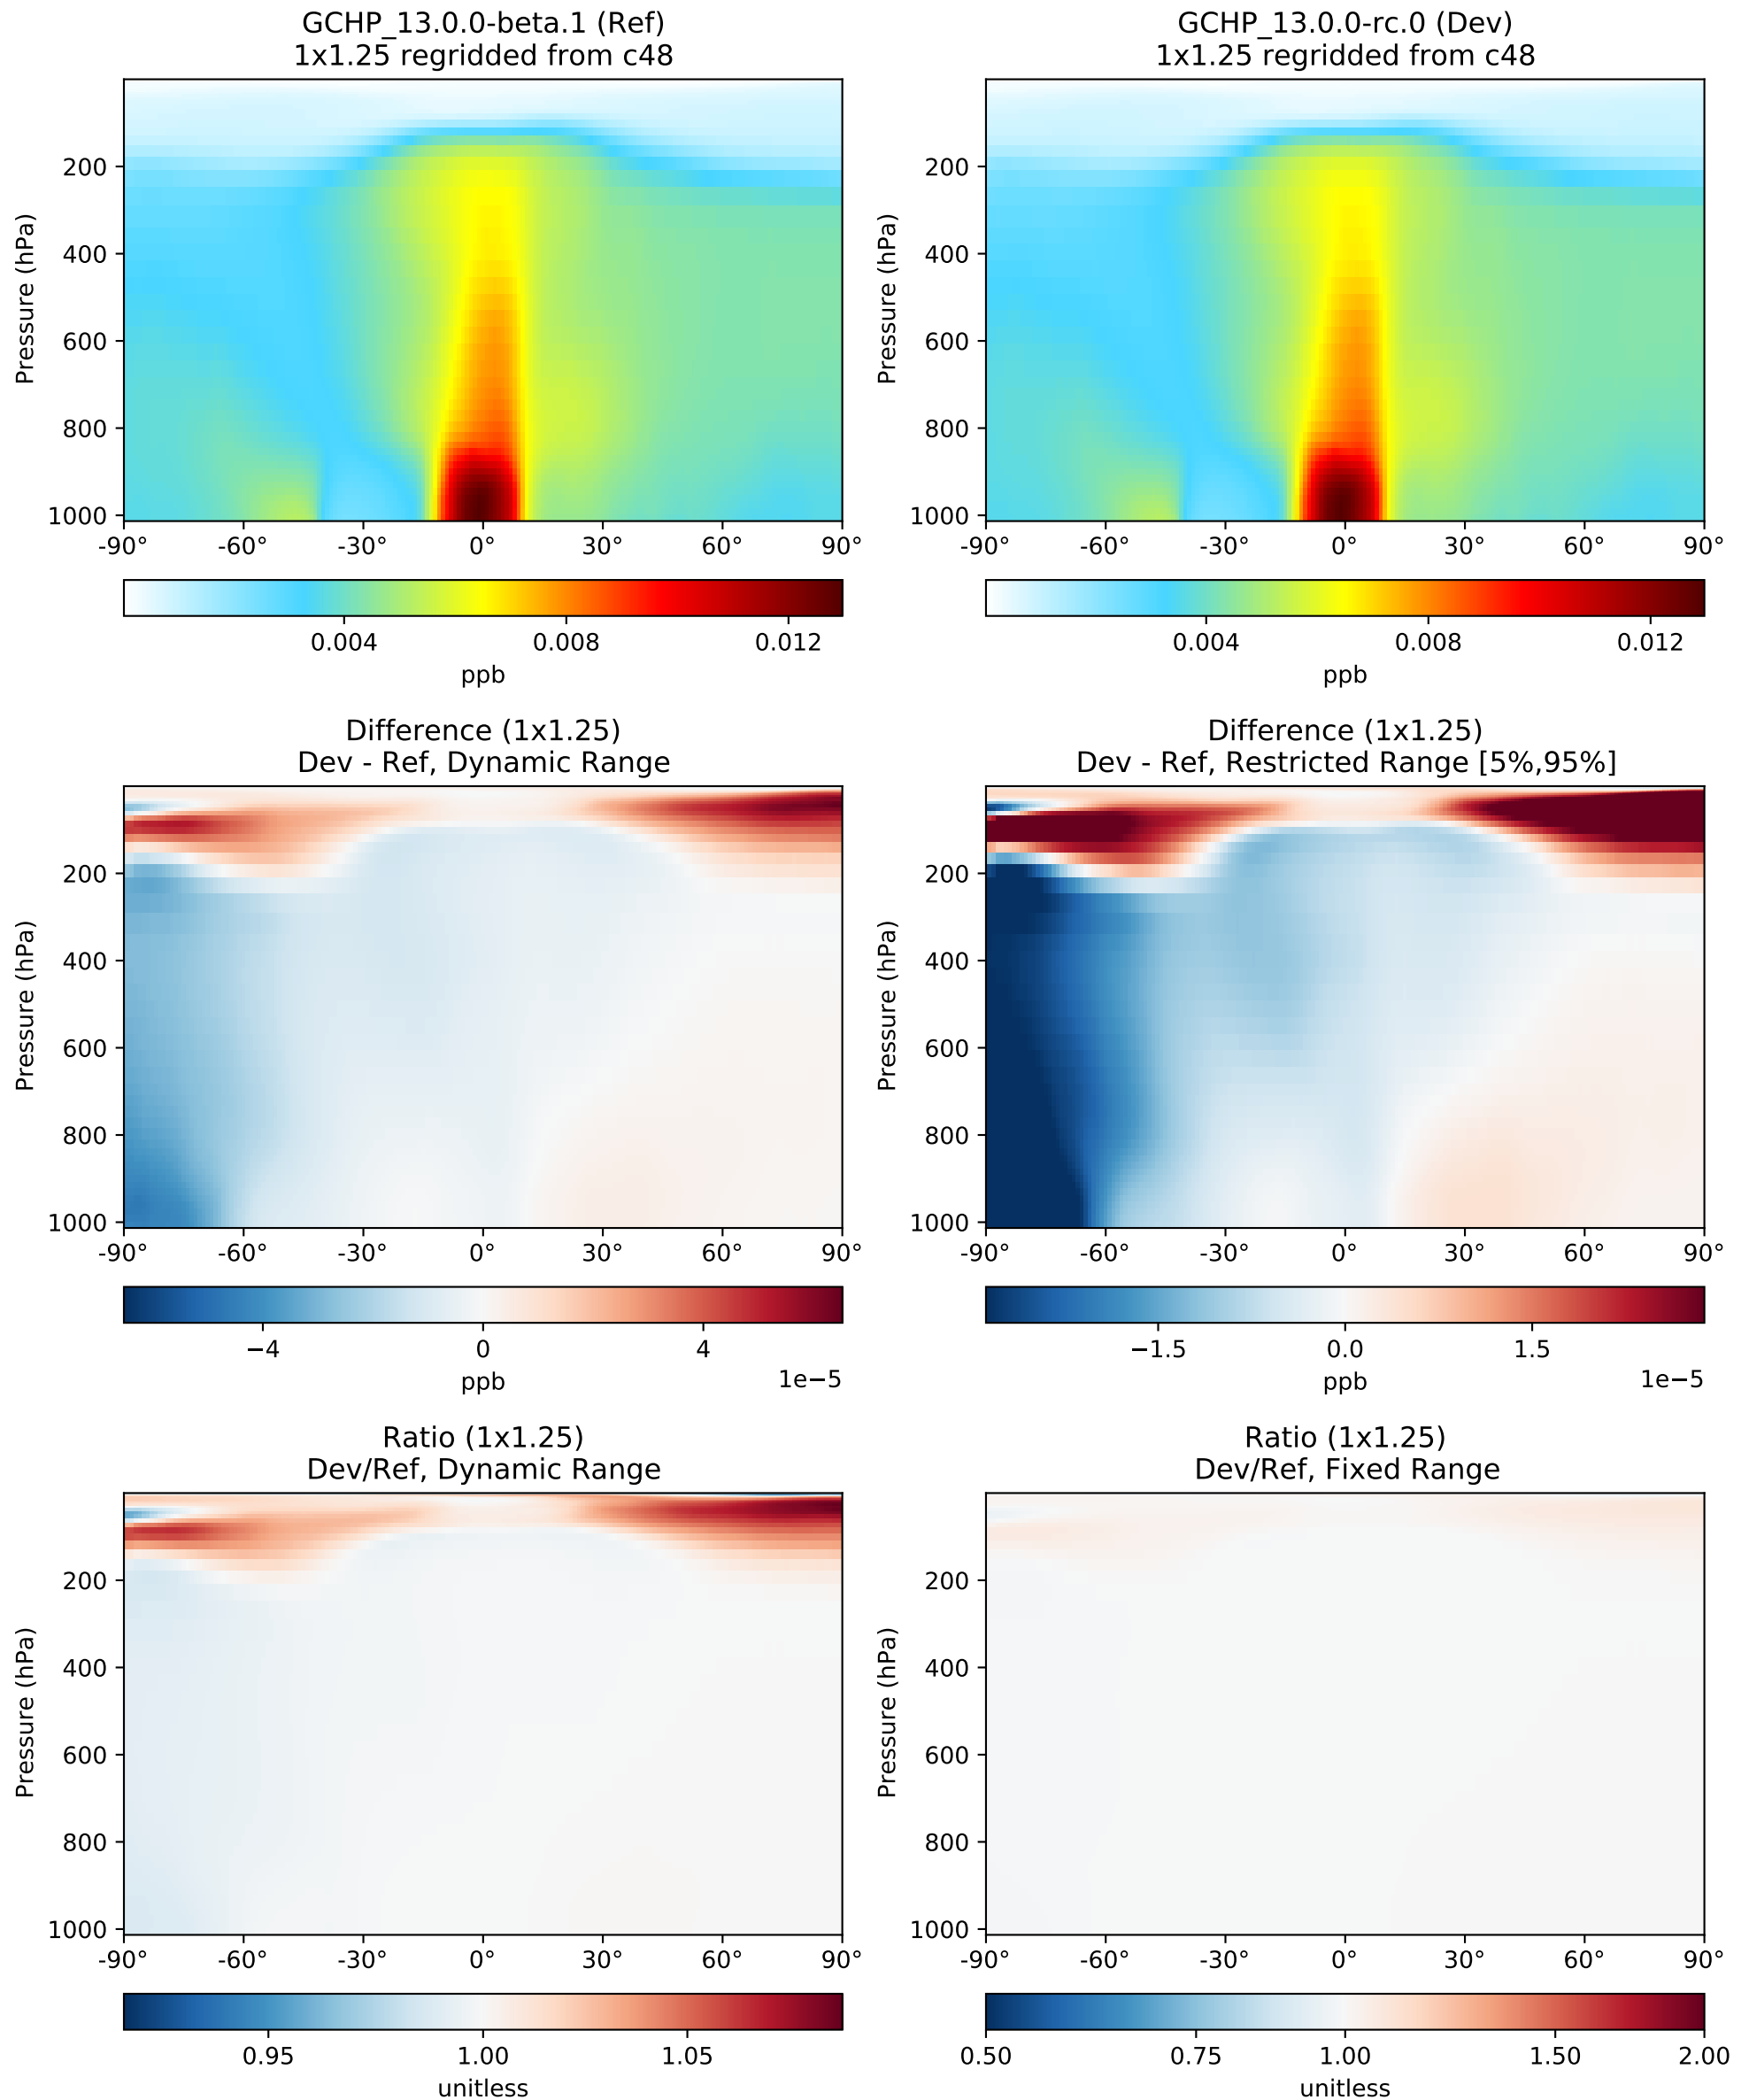 GCHP_13.0.0-beta.1 (Ref)
1x1.25 regridded from c48
Pressure (hPa)
200
400
600
800
1000
-90° -60° -30° 0° 30° 60° 90°
0.004 0.008 0.012
ppb
GCHP_13.0.0-rc.0 (Dev)
1x1.25 regridded from c48
Pressure (hPa)
200
400
600
800
1000
-90° -60° -30° 0° 30° 60° 90°
0.004 0.008 0.012
ppb
Difference (1x1.25)
Dev - Ref, Dynamic Range
Pressure (hPa)
200
400
600
800
1000
-90° -60° -30° 0° 30° 60° 90°
−4 0 4
ppb 1e−5
Difference (1x1.25)
Dev - Ref, Restricted Range [5%,95%]
Pressure (hPa)
200
400
600
800
1000
-90° -60° -30° 0° 30° 60° 90°
−1.5 0.0 1.5
ppb 1e−5
Ratio (1x1.25)
Dev/Ref, Dynamic Range
Pressure (hPa)
200
400
600
800
1000
-90° -60° -30° 0° 30° 60° 90°
0.95 1.00 1.05
unitless
Ratio (1x1.25)
Dev/Ref, Fixed Range
Pressure (hPa)
200
400
600
800
1000
-90° -60° -30° 0° 30° 60° 90°
0.50 0.75 1.00 1.50 2.00
unitless